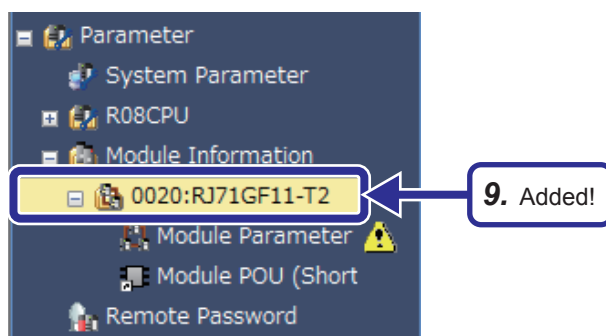 Parameter
System Parameter
R08CPU
Module Information
0020:RJ71GF11-T2
9. Added!
Module Parameter
Module POU (Short
Remote Password